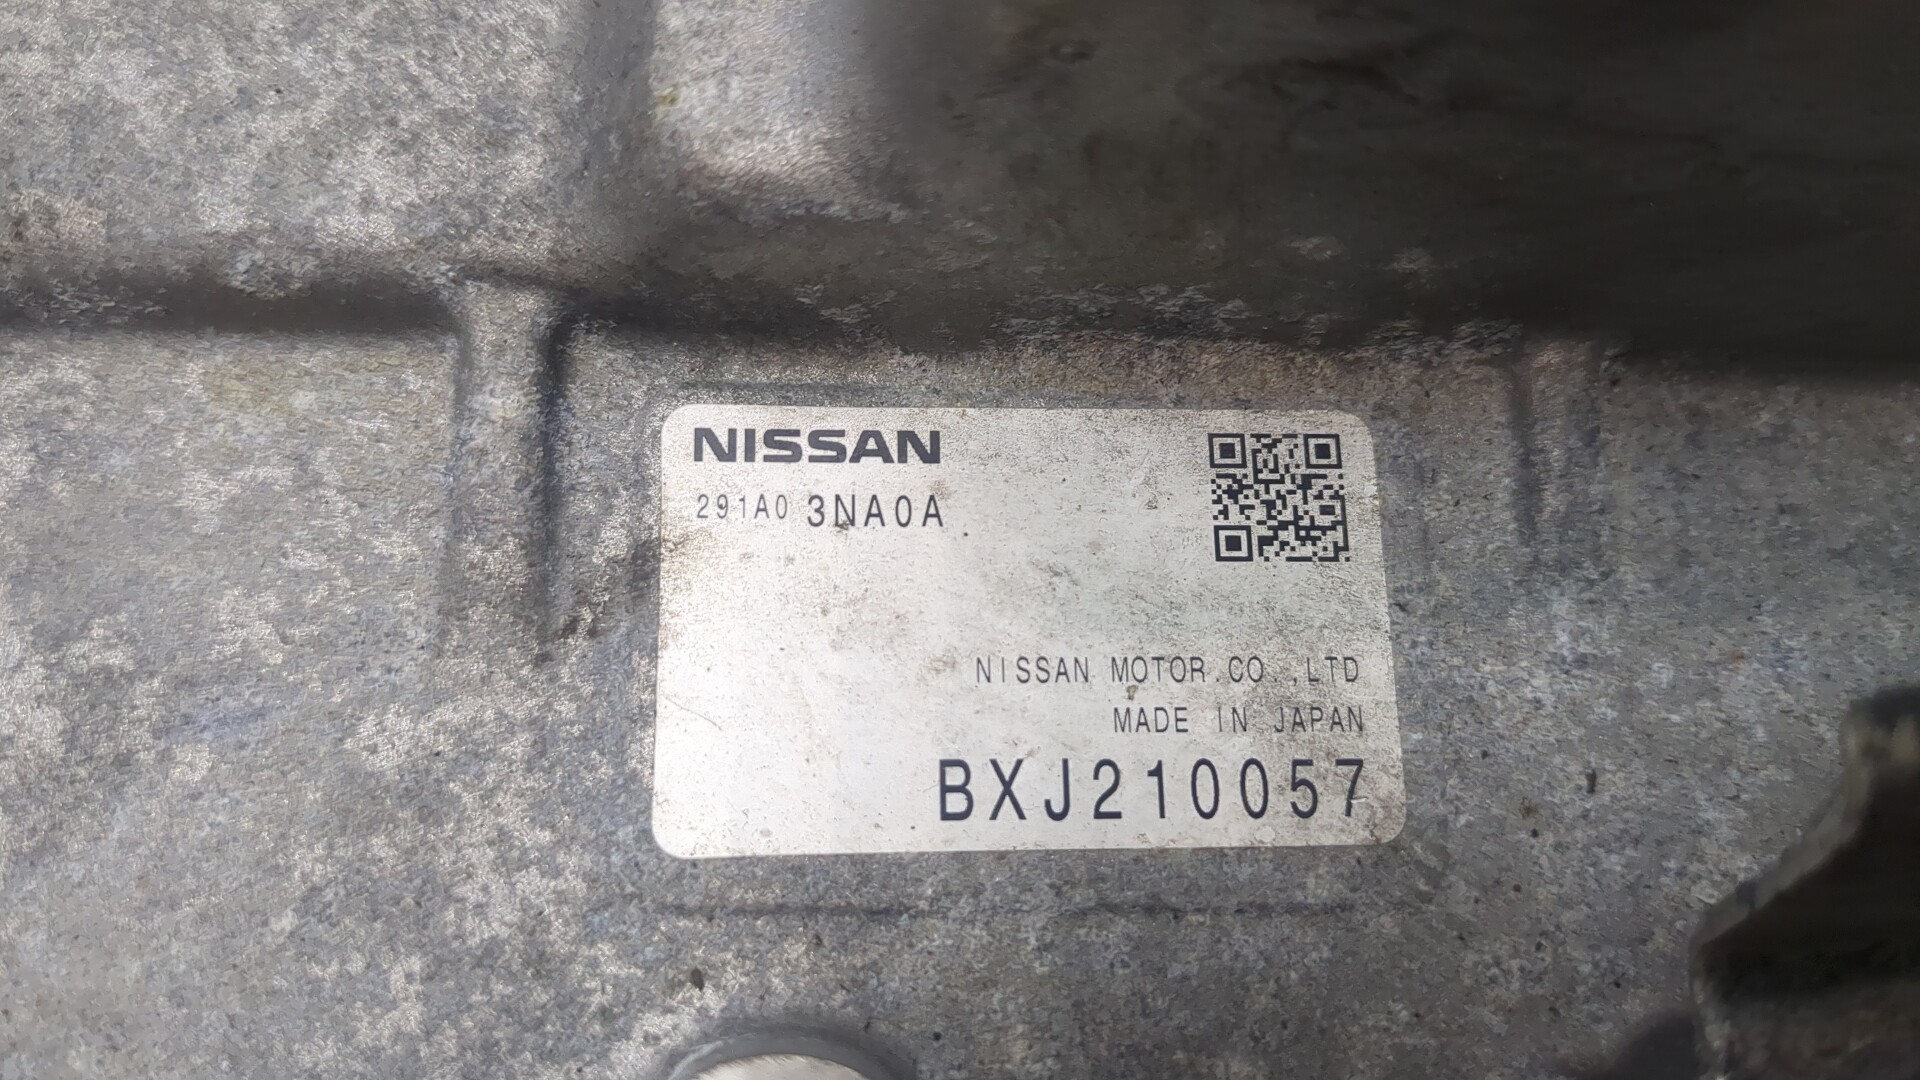 NISSAN
291A0 3NA0A
NISSAN MOTOR.CO.,LTD
MADE IN JAPAN
BXJ210057